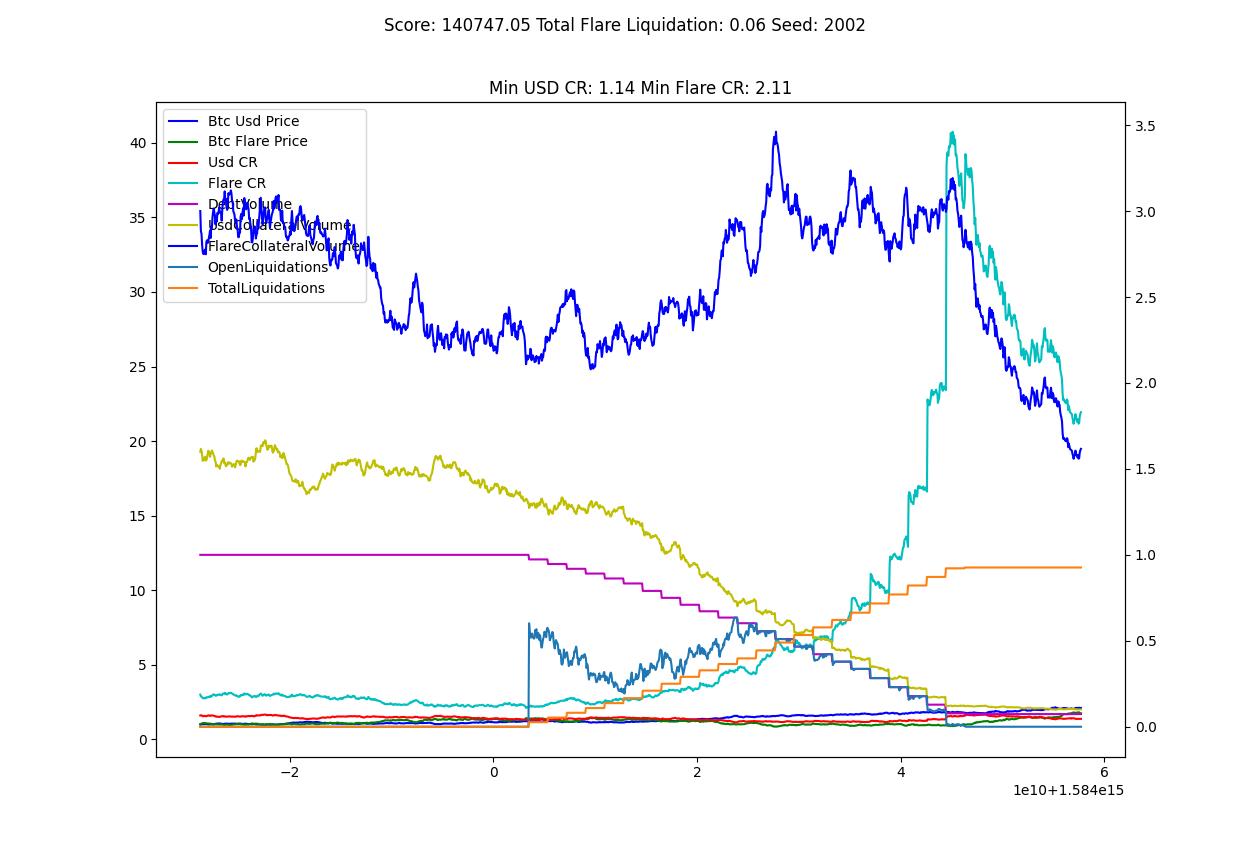 Score: 140747.05 Total Flare Liquidation: 0.06 Seed: 2002
Min USD CR: 1.14 Min Flare CR: 2.11
Btc Usd Price
Btc Flare Price
Usd CR
Flare CR
DebtVolume
UsdCollateralVolume
FlareCollateralVolume
OpenLiquidations
TotalLiquidations
40
35
30
25
20
15
10
5
0
3.5
3.0
2.5
2.0
1.5
1.0
0.5
0.0
−2
0
2
4
6
1e10+1.584e15